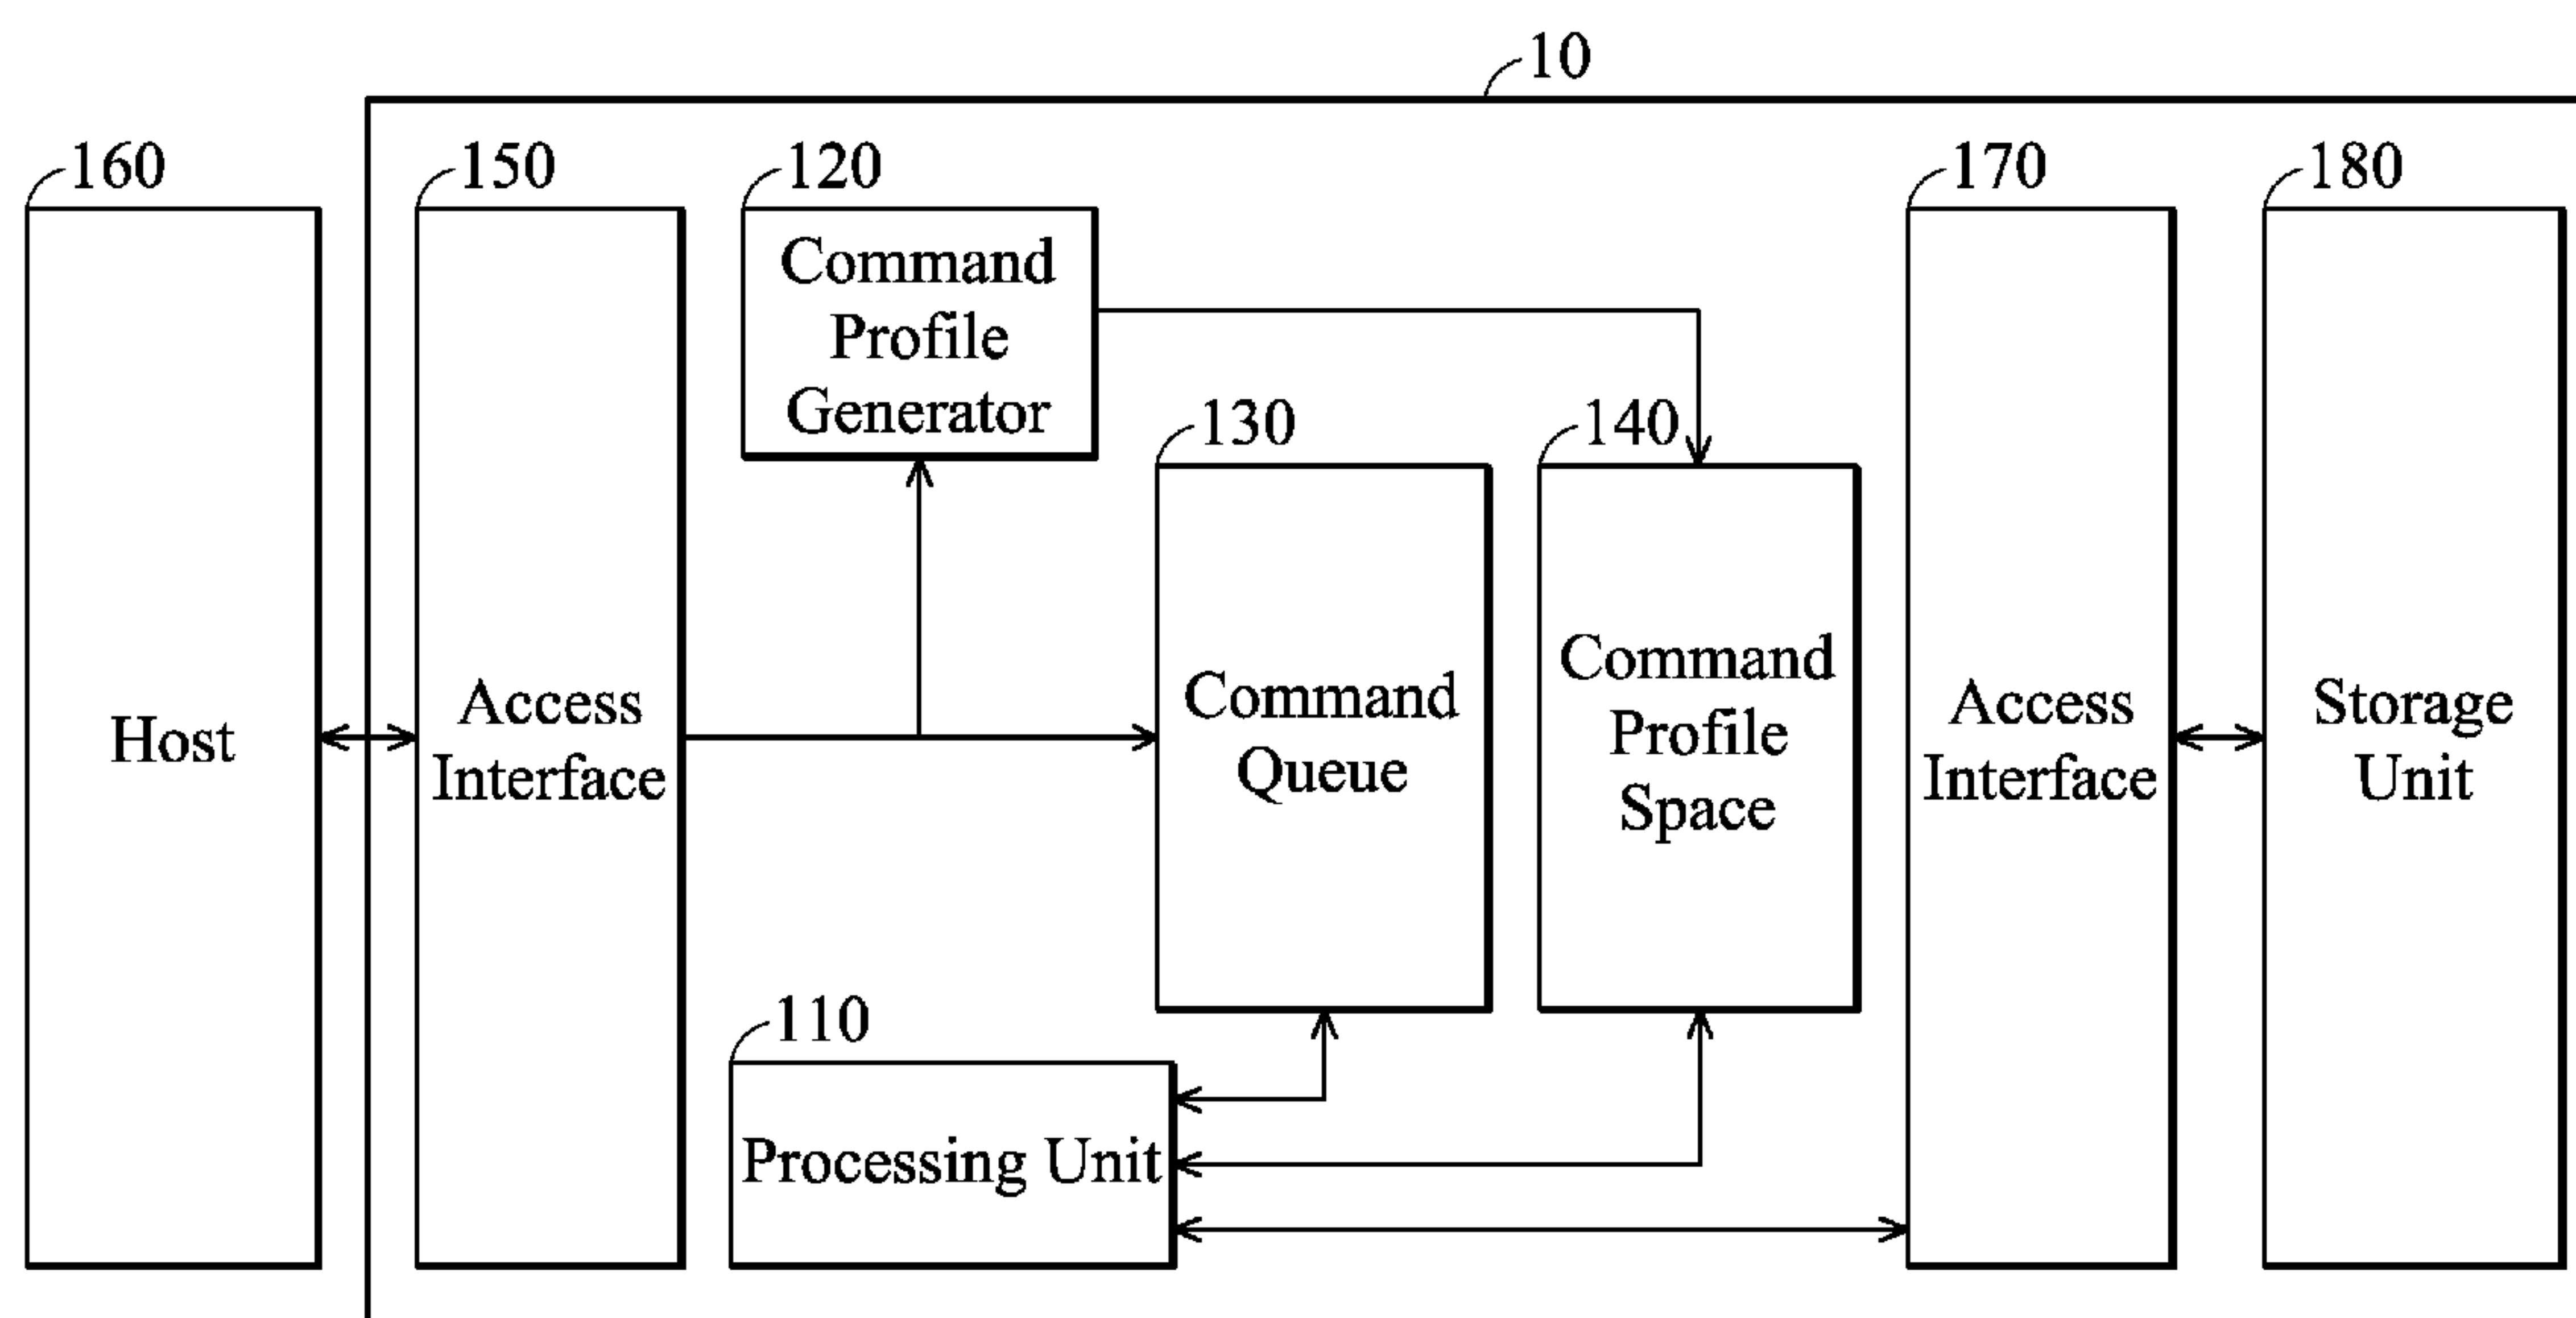 10
160
150
120
170
180
Command
Profile
Generator
130
140
Host
Access
Interface
Command
Queue
Command
Profile
Space
Access
Interface
Storage
Unit
110
Processing Unit